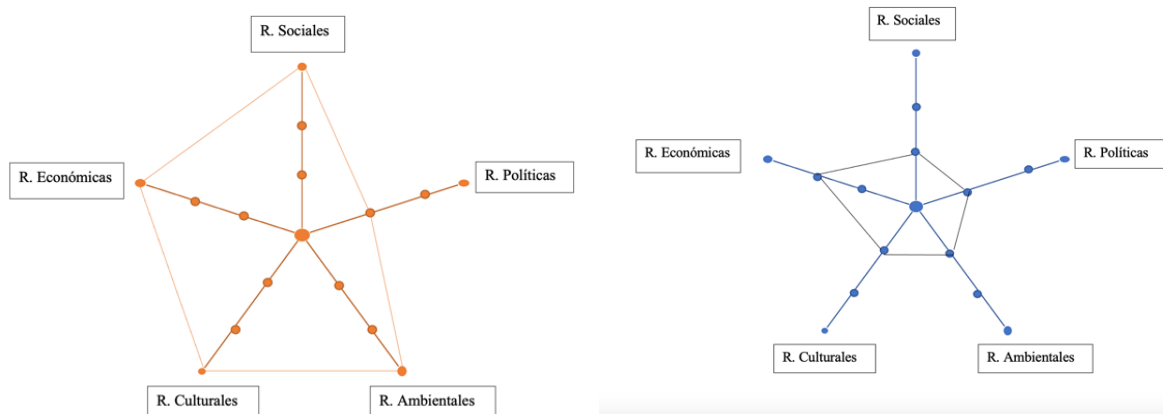 R. Sociales
R. Económicas
R. Políticas
R. Culturales
R. Ambientales
R. Sociales
R. Económicas
R. Políticas
R. Culturales
R. Ambientales